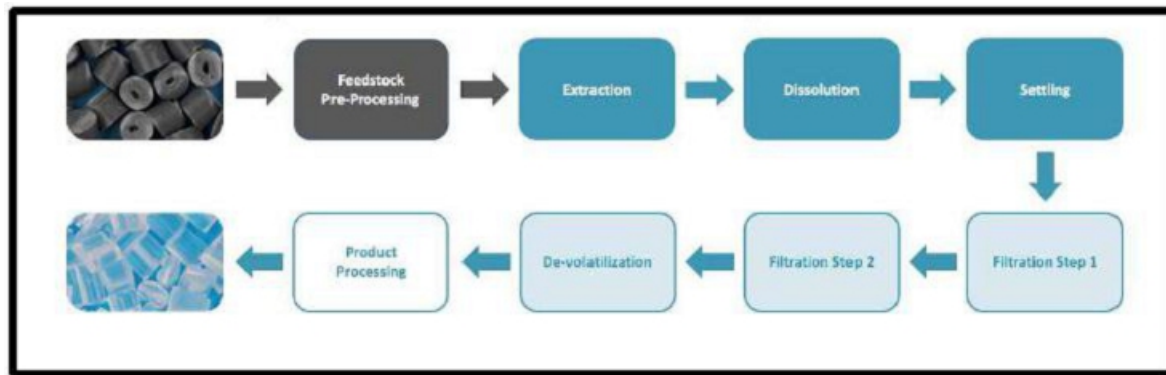 Feedstock
Pre-Processing
Extraction
Dissolution
Settling
Product
Processing
De-volatilization
Filtration Step 2
Filtration Step 1